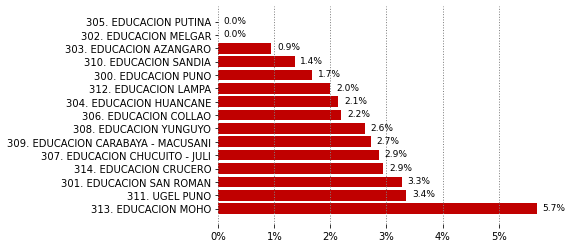 305. EDUCACION PUTINA 0.0%
302. EDUCACION MELGAR 0.0%
303. EDUCACION AZANGARO 0.9%
310. EDUCACION SANDIA 1.4%
300. EDUCACION PUNO 1.7%
312. EDUCACION LAMPA 2.0%
304. EDUCACION HUANCANE 2.1%
306. EDUCACION COLLAO 2.2%
308. EDUCACION YUNGUYO 2.6%
309. EDUCACION CARABAYA - MACUSANI 2.7%
307. EDUCACION CHUCUITO - JULI 2.9%
314. EDUCACION CRUCERO 2.9%
301. EDUCACION SAN ROMAN 3.3%
311. UGEL PUNO 3.4%
313. EDUCACION MOHO 5.7%
0% 1% 2% 3% 4% 5%